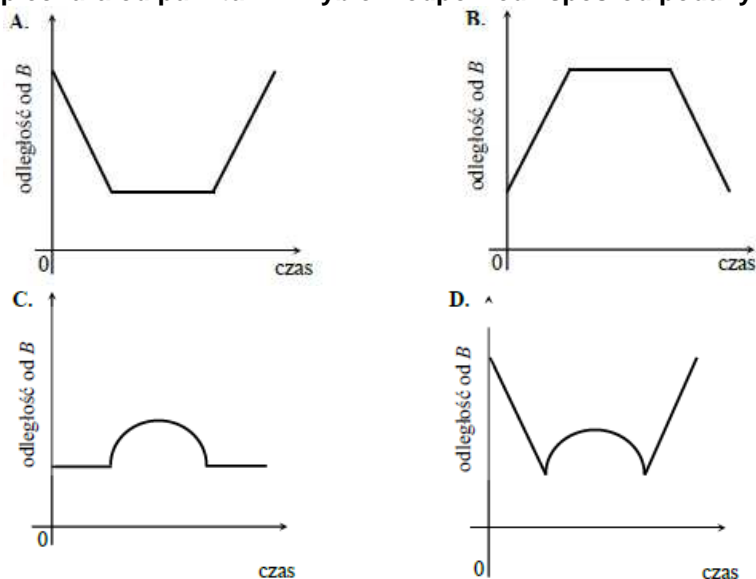 A.
odległość od B
0
czas
B.
odległość od B
0
czas
C.
odległość od B
0
czas
D.
odległość od B
0
czas